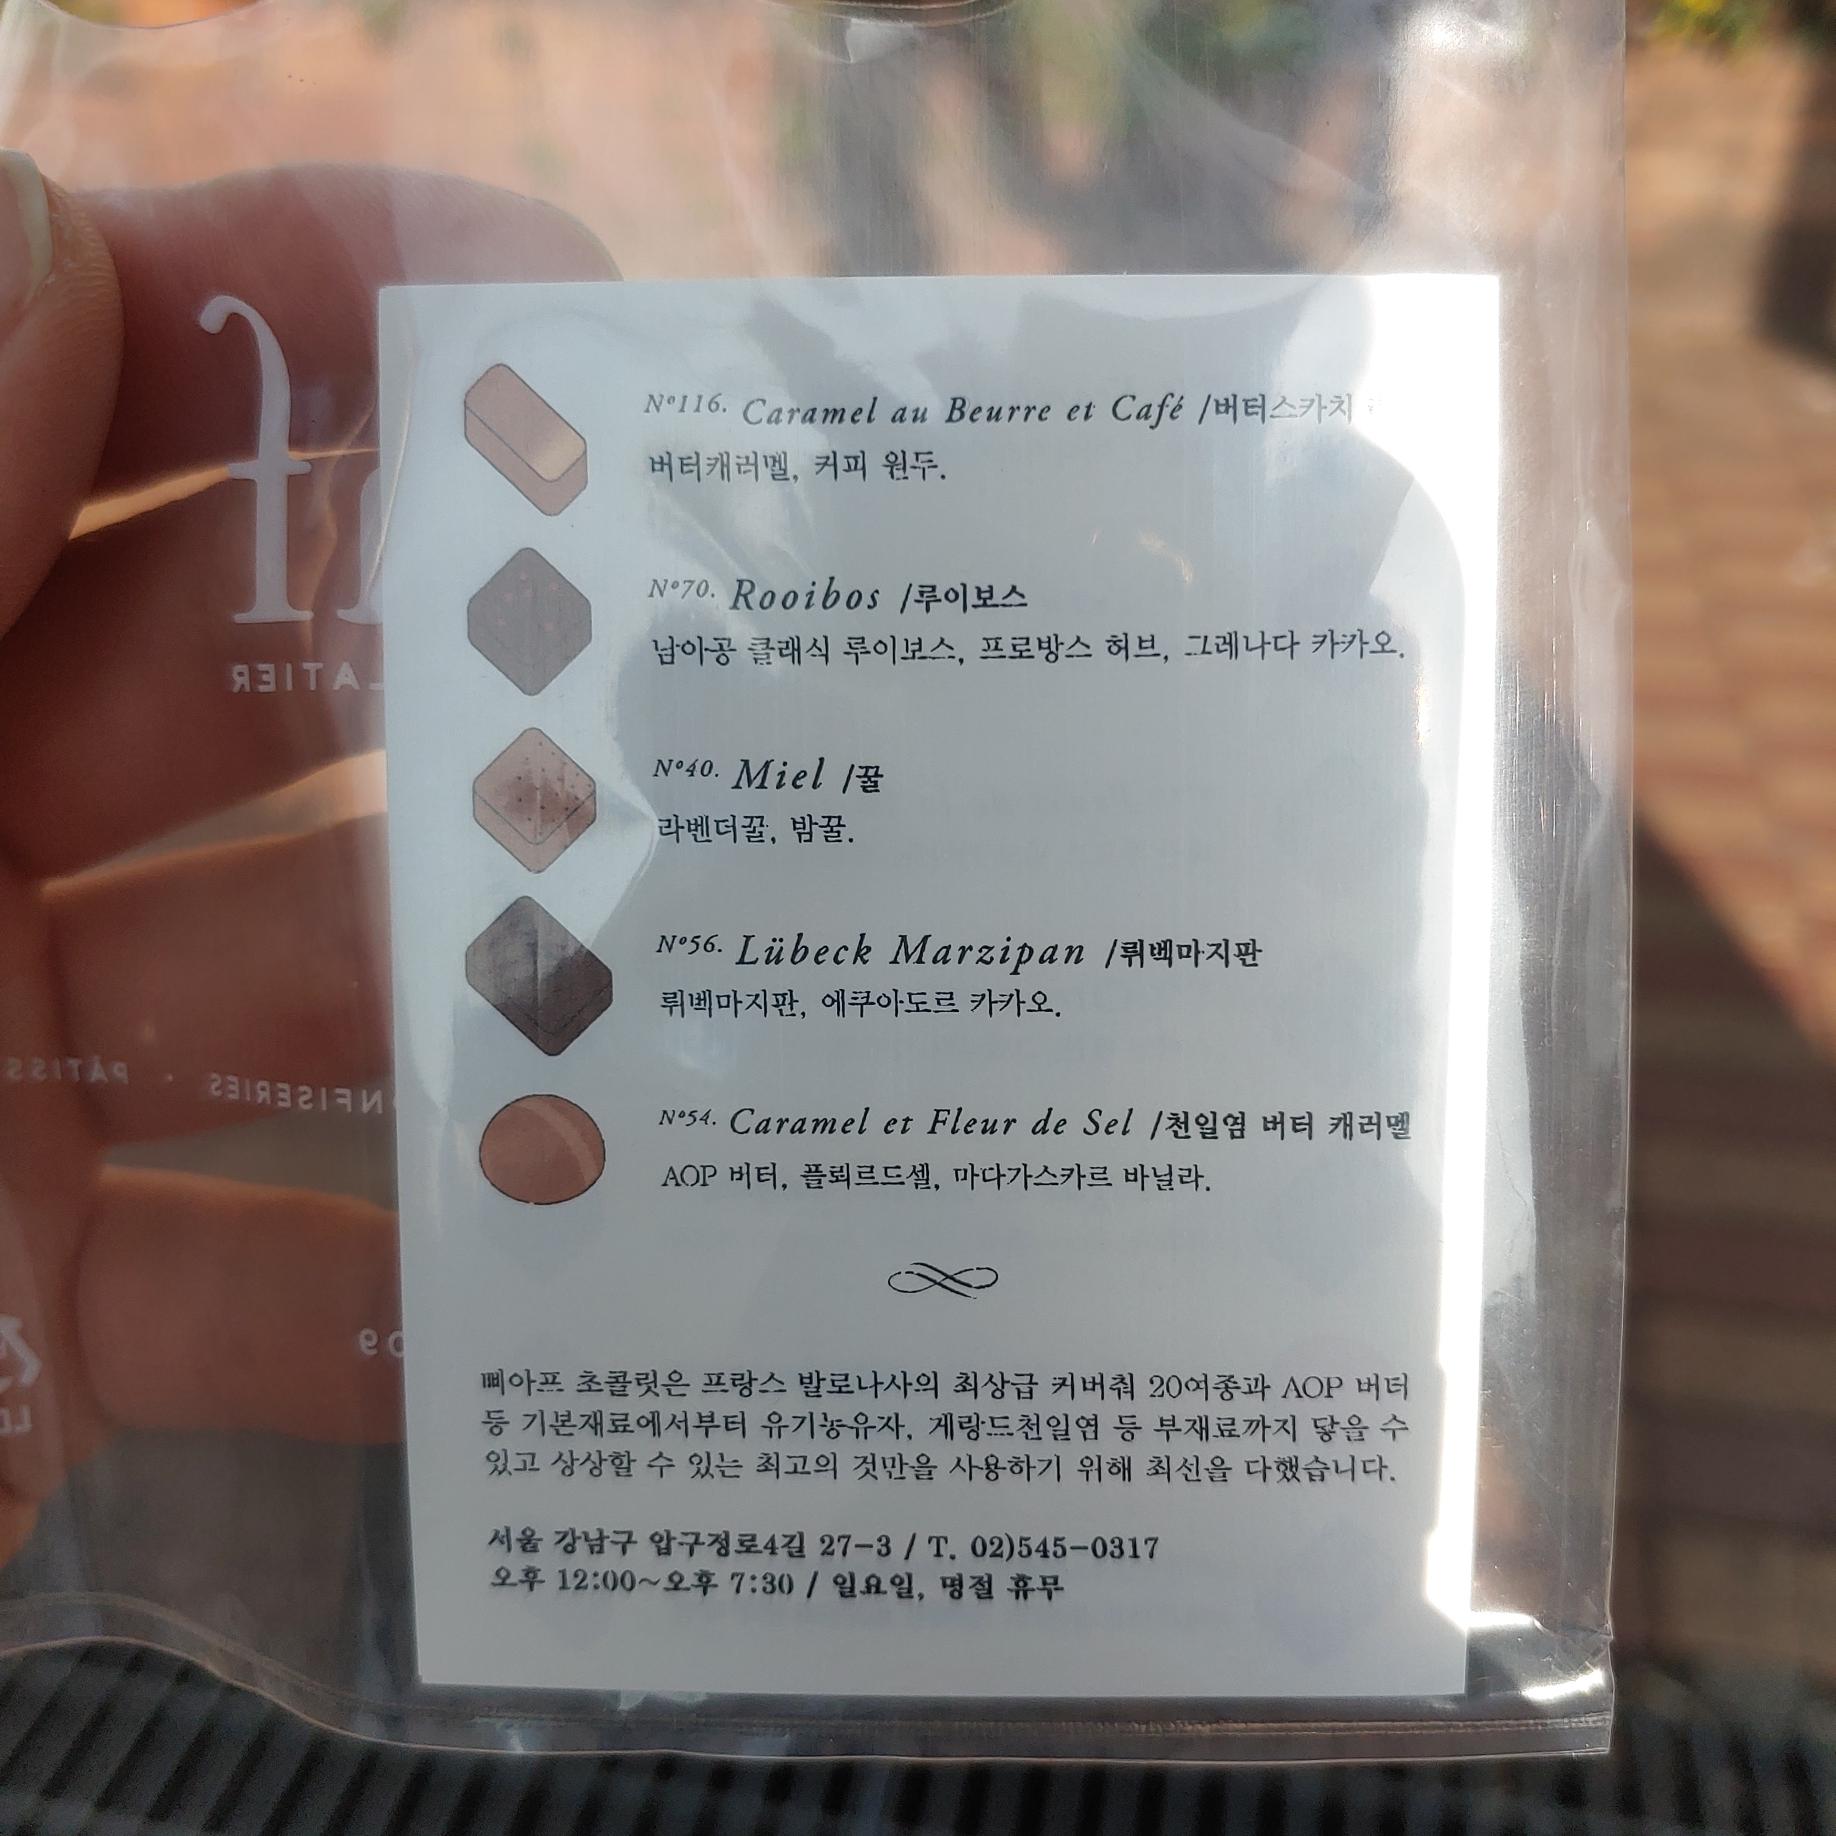 Nº116. Caramel au Beurre et Café /버터스카치
버터캐러멜, 커피 원두.
Nº70. Rooibos /루이보스
남아공 클래식 루이보스, 프로방스 허브, 그레나다 카카오.
Nº40. Miel /꿀
라벤더꿀, 밤꿀.
Nº56. Lübeck Marzipan /뤼벡마지판
뤼벡마지판, 에쿠아도르 카카오.
Nº54. Caramel et Fleur de Sel /천일염 버터 캐러멜
AOP 버터, 플뢰르드셀, 마다가스카르 바닐라.
삐아프 초콜릿은 프랑스 발로나사의 최상급 커버춰 20여종과 AOP 버터
등 기본재료에서부터 유기농유자, 게랑드천일염 등 부재료까지 닿을 수
있고 상상할 수 있는 최고의 것만을 사용하기 위해 최선을 다했습니다.
서울 강남구 압구정로4길 27-3 / T. 02)545-0317
오후 12:00~오후 7:30 / 일요일, 명절 휴무
LATIER
NFISERIES · PÂTISS
09